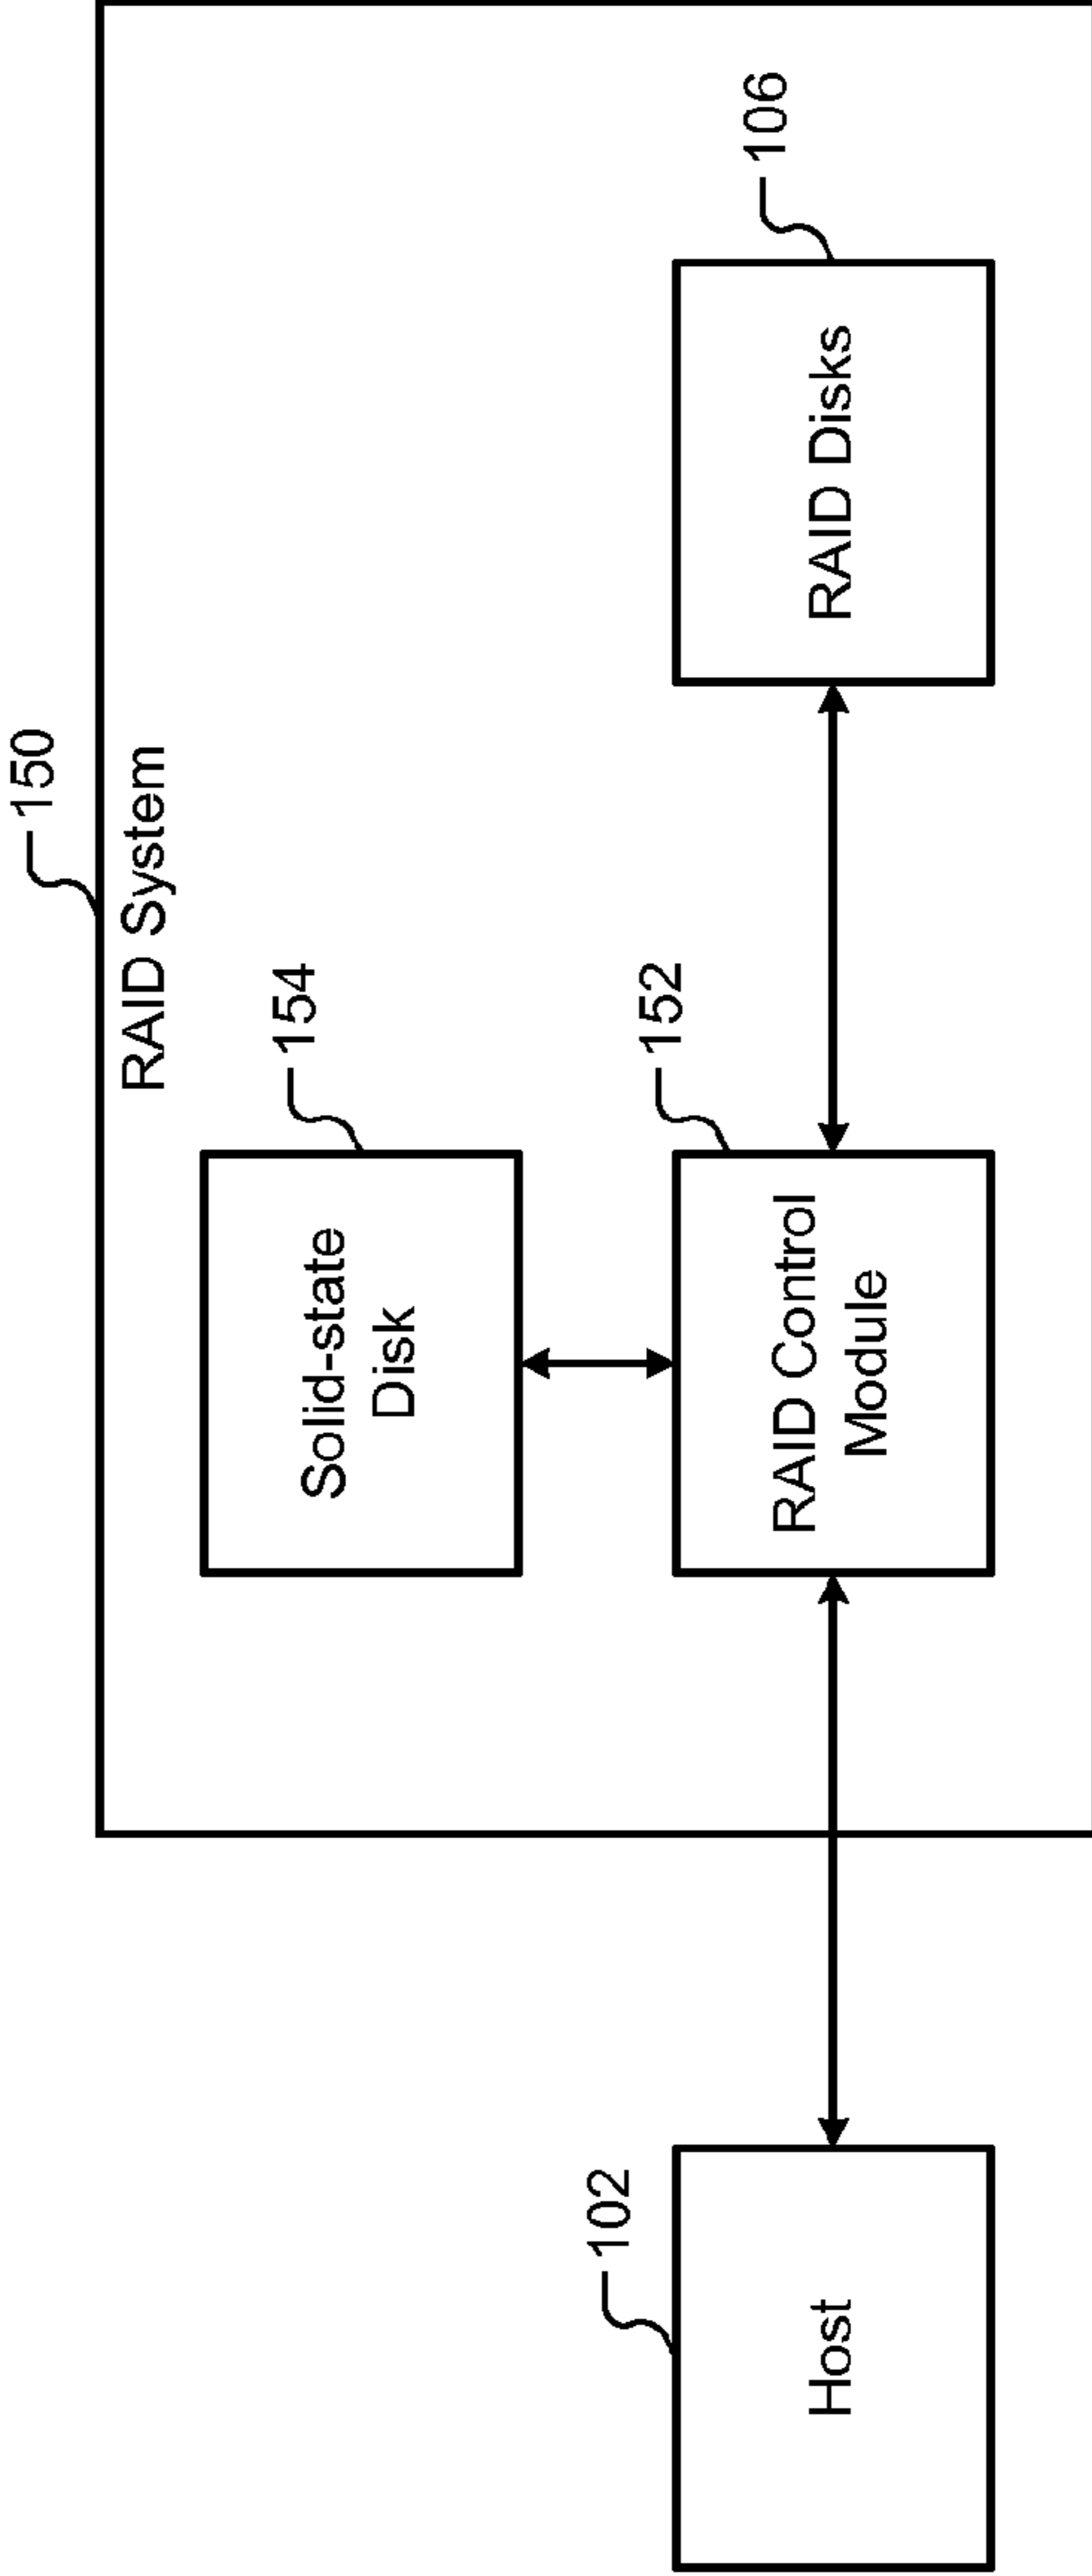 150
RAID System
154
Solid-state
Disk
102
Host
152
RAID Control
Module
106
RAID Disks